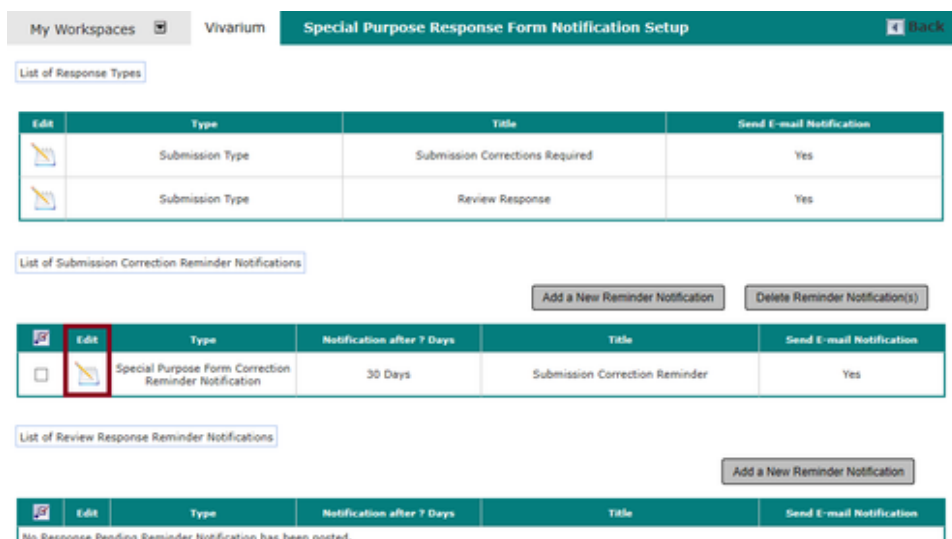 My Workspaces Vivarium Special Purpose Response Form Notification Setup Back
List of Response Types
Edit Type Title Send E-mail Notification
Submission Type Submission Corrections Required Yes
Submission Type Review Response Yes
List of Submission Correction Reminder Notifications
Add a New Reminder Notification Delete Reminder Notification(s)
Edit Type Notification after ? Days Title Send E-mail Notification
Special Purpose Form Correction
Reminder Notification 30 Days Submission Correction Reminder Yes
List of Review Response Reminder Notifications
Add a New Reminder Notification
Edit Type Notification after ? Days Title Send E-mail Notification
No Response Pending Reminder Notification has been posted.